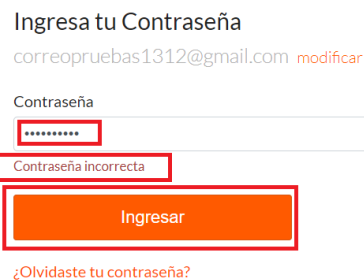 Ingresa tu Contraseña
correopruebas1312@gmail.com modificar
Contraseña
••••••••••
Contraseña incorrecta
Ingresar
¿Olvidaste tu contraseña?